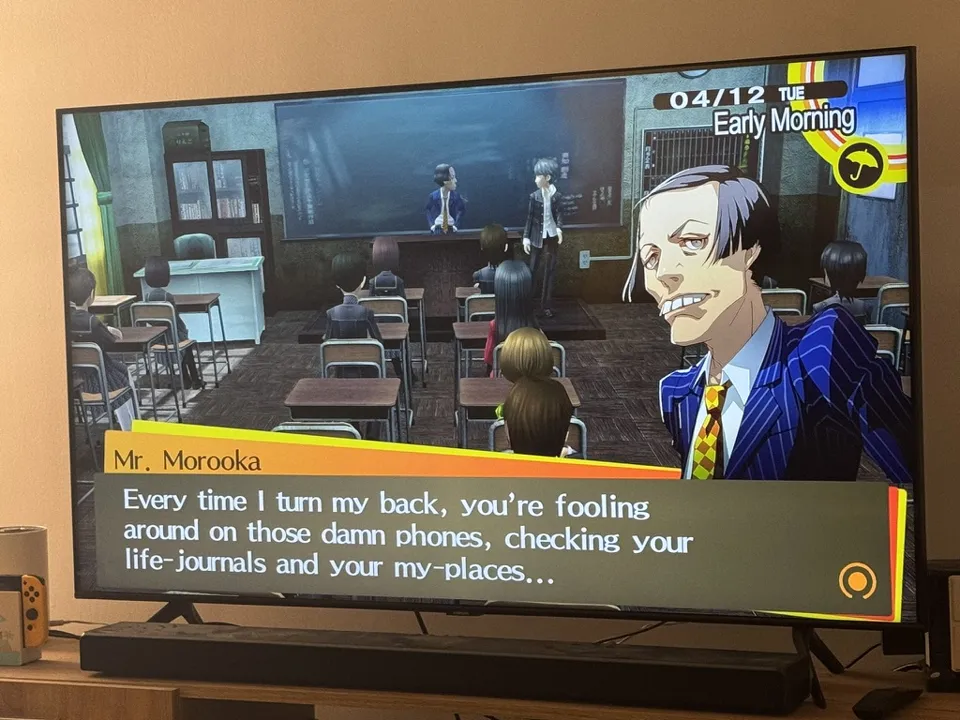 04/12 TUE
Early Morning
Mr. Morooka
Every time I turn my back, you're fooling
around on those damn phones, checking your
life-journals and your my-places...